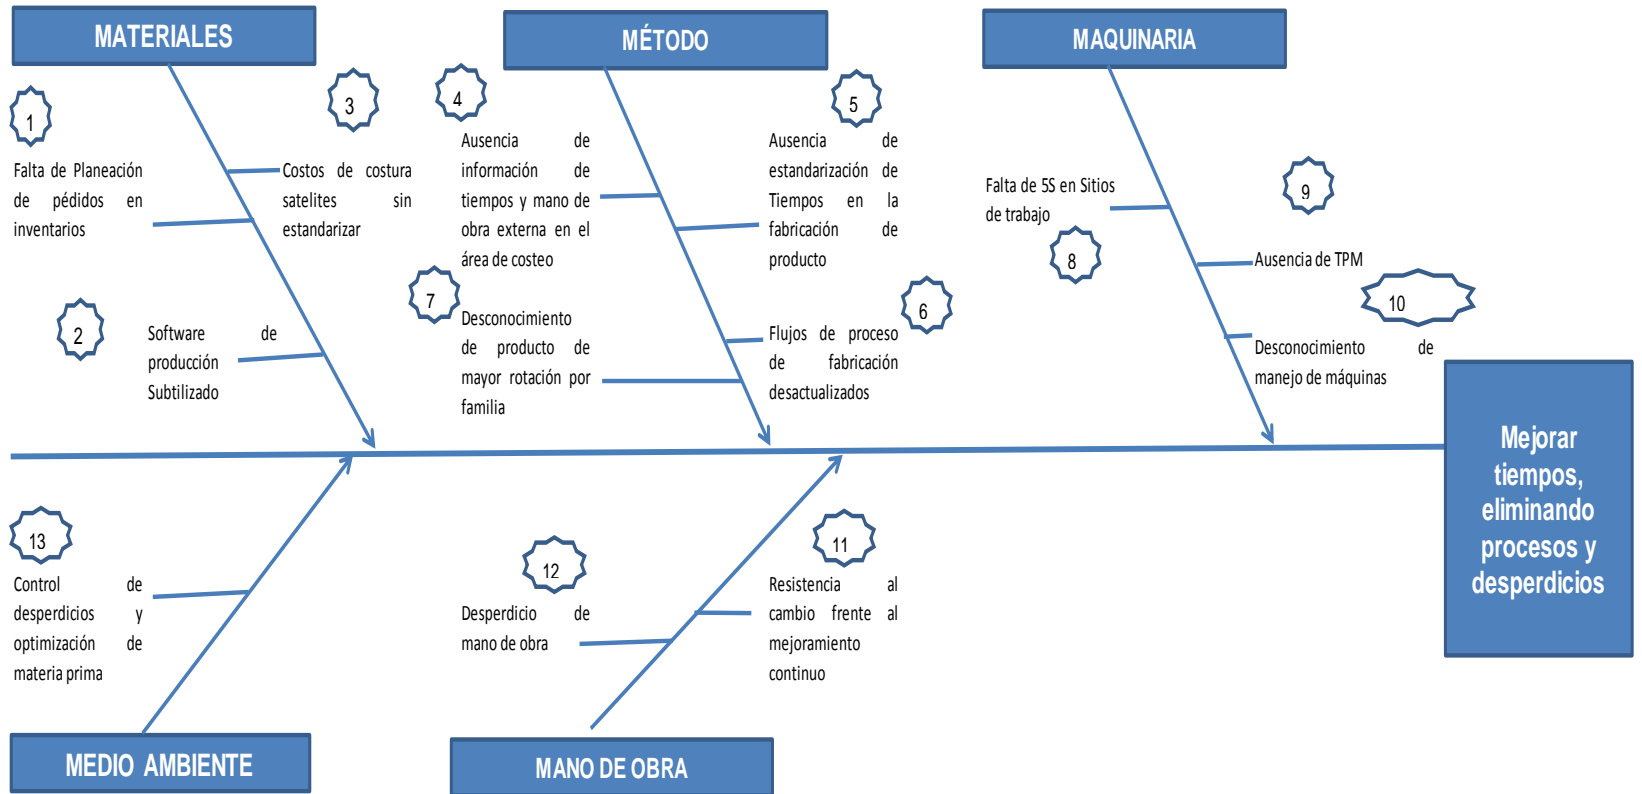 MATERIALES
MÉTODO
MAQUINARIA
1
Falta de Planeación
de pédidos en
inventarios
2
Software de
producción
Subtilizado
3
Costos de costura
satelites sin
estandarizar
4
Ausencia de
información de
tiempos y mano de
obra externa en el
área de costeo
7
Desconocimiento
de producto de
mayor rotación por
familia
5
Ausencia de
estandarización de
Tiempos en la
fabricación de
producto
6
Flujos de proceso
de fabricación
desactualizados
Falta de 5S en Sitios
de trabajo
8
9
Ausencia de TPM
10
Desconocimiento de
manejo de máquinas
Mejorar
tiempos,
eliminando
procesos y
desperdicios
13
Control de
desperdicios y
optimización de
materia prima
12
Desperdicio de
mano de obra
11
Resistencia al
cambio frente al
mejoramiento
continuo
MEDIO AMBIENTE
MANO DE OBRA